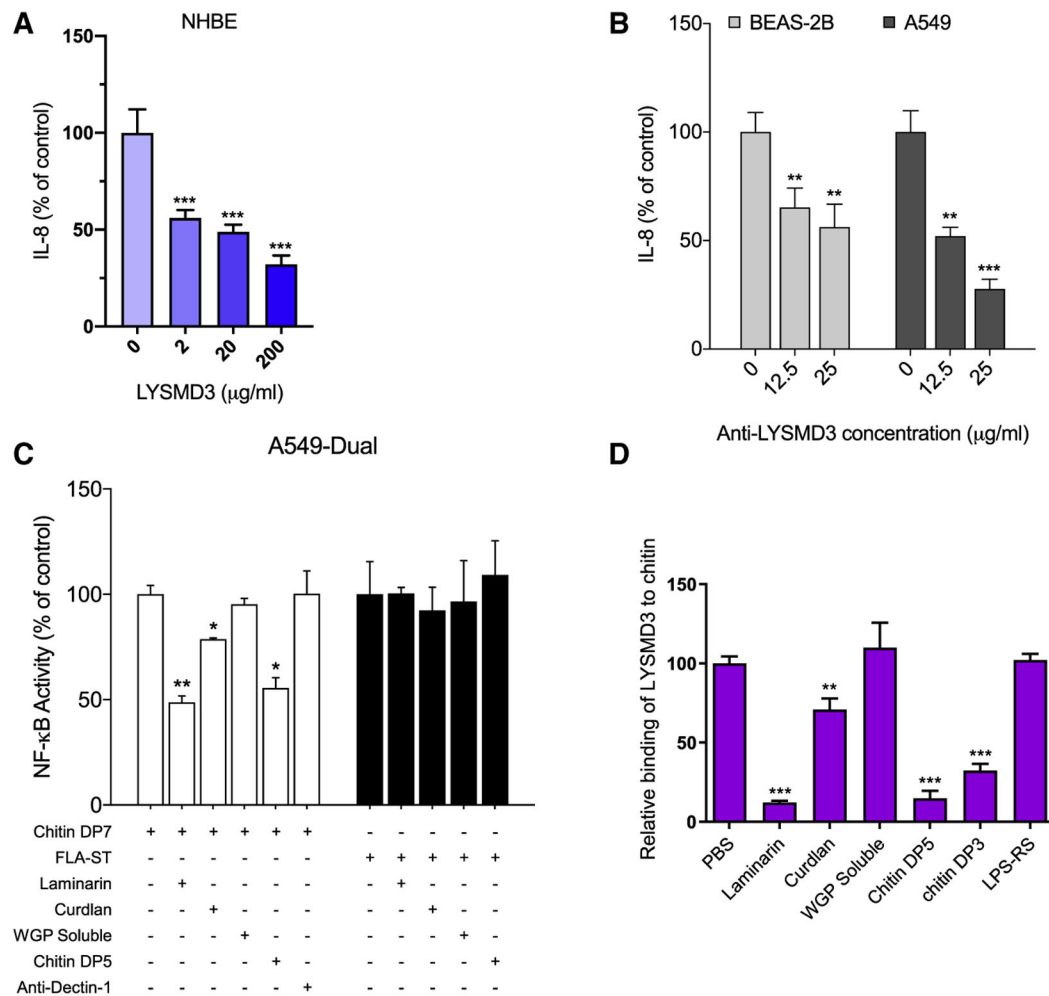 A
NHBE
150
100
50
0
IL-8 (% of control)
***
***
***
0
2
20
200
LYSMD3 (μg/ml)
B
BEAS-2B
A549
150
100
50
0
IL-8 (% of control)
**
**
**
***
0
12.5
25
0
12.5
25
Anti-LYSMD3 concentration (μg/ml)
C
A549-Dual
150
100
50
0
NF-κB Activity (% of control)
**
*
*
Chitin DP7 + + + + + + - - - - -
FLA-ST - - - - - - + + + + +
Laminarin - + - - - - - + - - -
Curdlan - - + - - - - - + - -
WGP Soluble - - - + - - - - - + -
Chitin DP5 - - - - + - - - - - +
Anti-Dectin-1 - - - - - + - - - - -
D
150
100
50
0
Relative binding of LYSMD3 to chitin
***
**
***
***
PBS
Laminarin
Curdlan
WGP Soluble
Chitin DP5
chitin DP3
LPS-RS